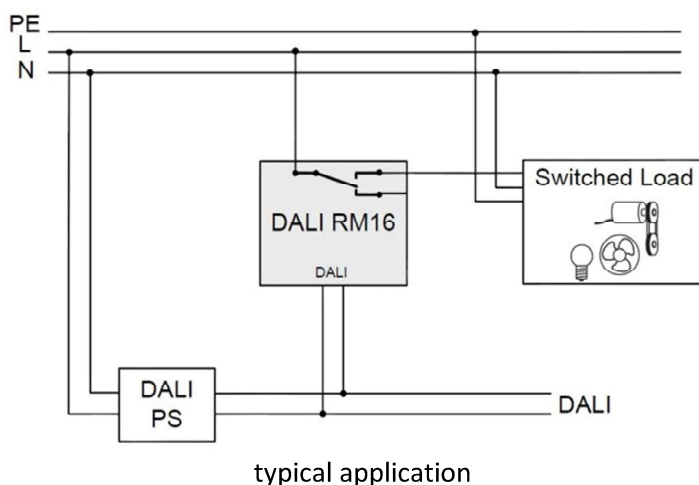 PE
L
N
Switched Load
DALI RM16
DALI
DALI
PS
DALI
typical application